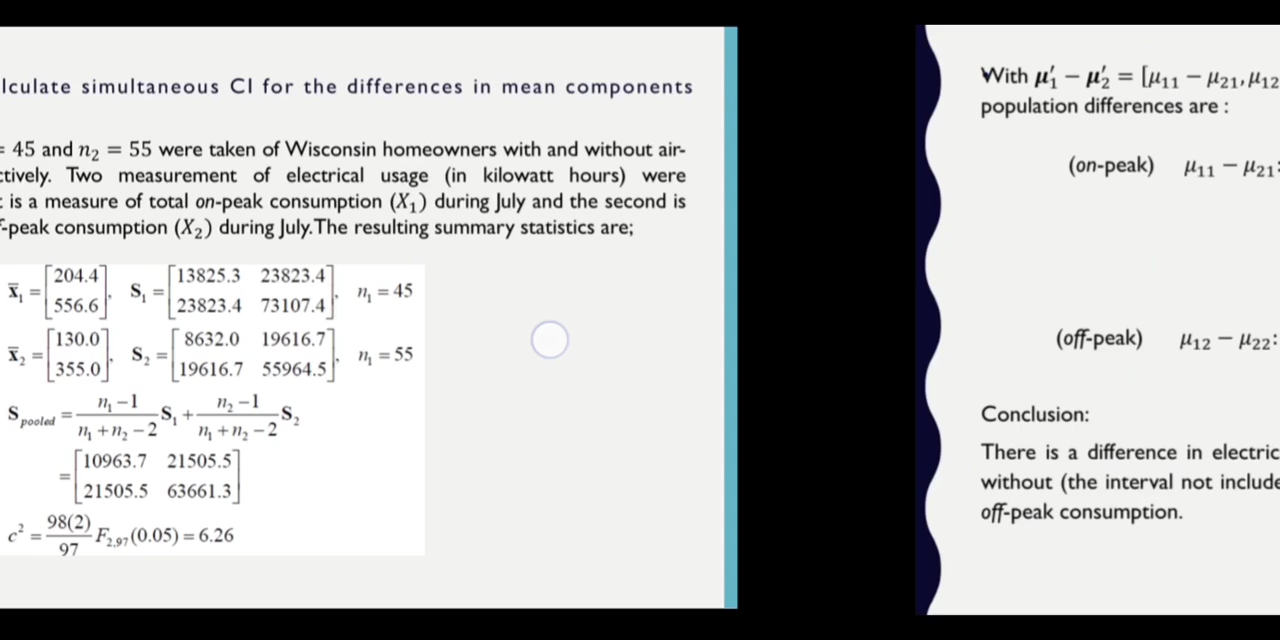 lculate simultaneous CI for the differences in mean components
= 45 and n₂ = 55 were taken of Wisconsin homeowners with and without air-
ctively. Two measurement of electrical usage (in kilowatt hours) were
is a measure of total on-peak consumption (X₁) during July and the second is
-peak consumption (X₂) during July. The resulting summary statistics are;
x̄₁ = [204.4 556.6], S₁ = [13825.3 23823.4 23823.4 73107.4], n₁ = 45
x̄₂ = [130.0 355.0], S₂ = [8632.0 19616.7 19616.7 55964.5], n₁ = 55
S pooled = n₁ −1 / n₁ + n₂ − 2 S₁ + n₂ −1 / n₁ + n₂ − 2 S₂
= [10963.7 21505.5 21505.5 63661.3]
c² = 98(2) / 97 F₂,₉₇(0.05) = 6.26
With μ′₁ − μ′₂ = [μ₁₁ − μ₂₁, μ₁₂
population differences are :
(on-peak) μ₁₁ − μ₂₁:
(off-peak) μ₁₂ − μ₂₂:
Conclusion:
There is a difference in electric
without (the interval not include
off-peak consumption.